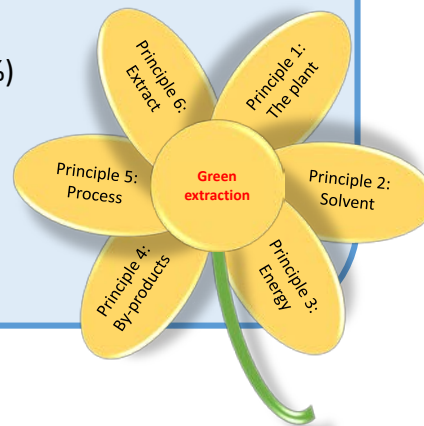 %)
Green
extraction
Principle 1:
The plant
Principle 2:
Solvent
Principle 3:
Energy
Principle 4:
By-products
Principle 5:
Process
Principle 6:
Extract